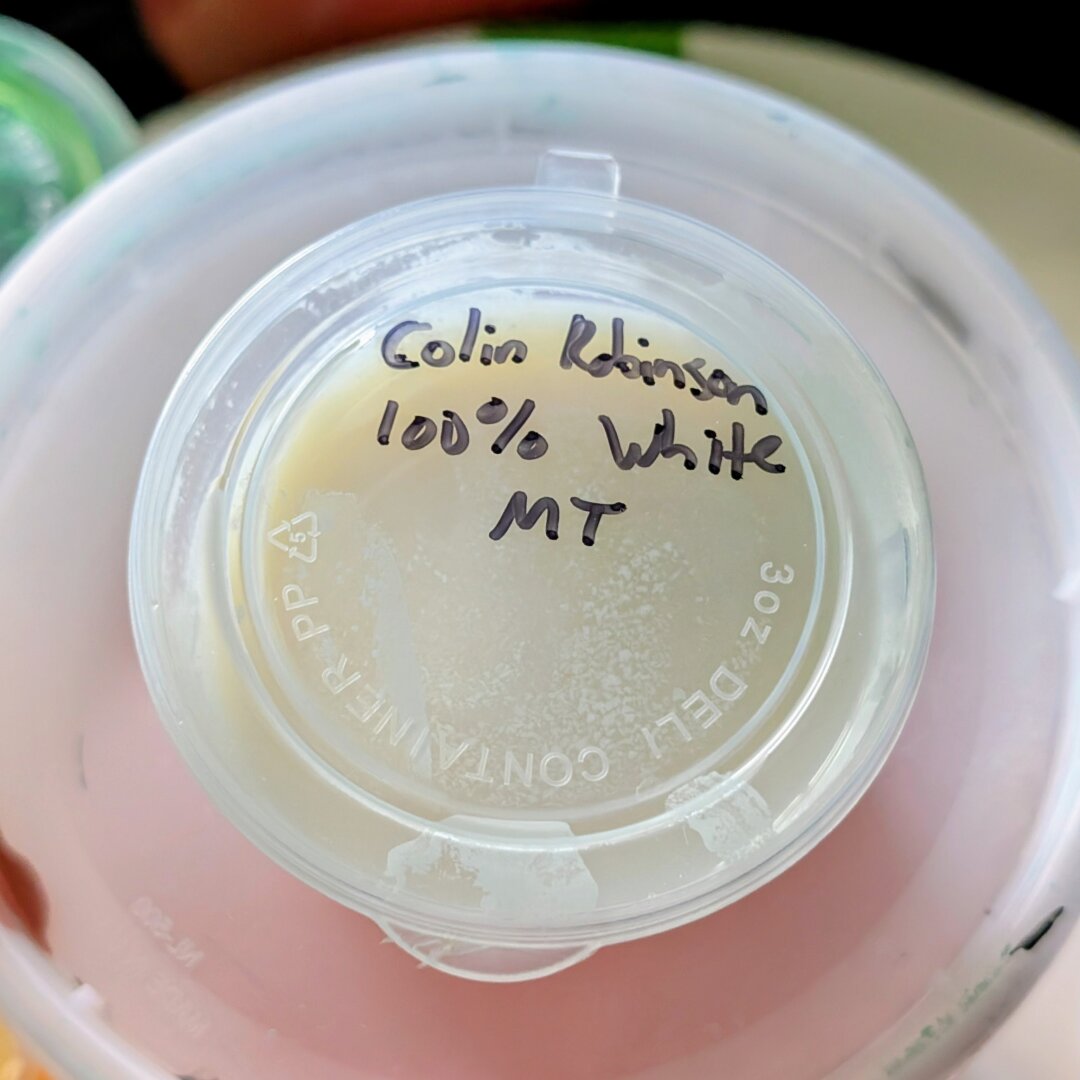 Colin Robinson
100% White
MT
3oz DELI CONTAINER PP 5